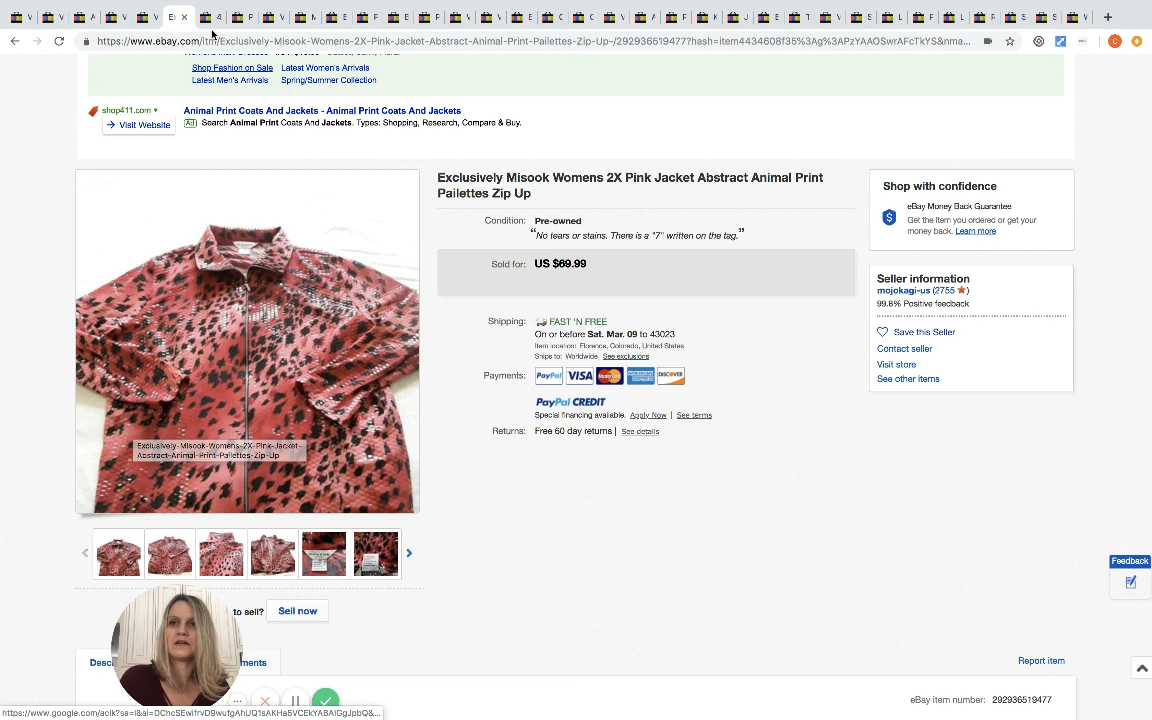 V
V
A
V
V
E
4
F
V
M
E
F
E
F
V
V
E
C
C
V
A
F
K
J
E
T
V
S
L
F
L
F
S
S
V
https://www.ebay.com/itm/Exclusively-Misook-Womens-2X-Pink-Jacket-Abstract-Animal-Print-Pailettes-Zip-Up-/292936519477?hash=item4434608f35%3Ag%3APzYAAOSwrAFcTkYS&nma...
C
Shop Fashion on Sale Latest Women's Arrivals
Latest Men's Arrivals Spring/Summer Collection
shop411.com
Visit Website
Animal Print Coats And Jackets - Animal Print Coats And Jackets
Ad Search Animal Print Coats And Jackets. Types: Shopping, Research, Compare & Buy.
Exclusively Misook Womens 2X Pink Jacket Abstract Animal Print
Pailettes Zip Up
Condition: Pre-owned
"No tears or stains. There is a "7" written on the tag."
Sold for: US $69.99
Shipping: FAST 'N FREE
On or before Sat. Mar. 09 to 43023
Item location: Florence, Colorado, United States
Ships to: Worldwide See exclusions
Payments: PayPal VISA MasterCard AMERICAN EXPRESS DISCOVER
PayPal CREDIT
Special financing available. Apply Now | See terms
Returns: Free 60 day returns | See details
Shop with confidence
eBay Money Back Guarantee
Get the item you ordered or get your
money back. Learn more
Seller information
mojokagi-us (2755)
99.8% Positive feedback
Save this Seller
Contact seller
Visit store
See other items
Exclusively-Misook-Womens-2X-Pink-Jacket-
Abstract-Animal-Print-Pailettes-Zip-Up
Feedback
to sell? Sell now
Descr
ments
Report item
eBay item number: 292936519477
https://www.google.com/aclk?sa=l&ai=DChcSEwifrvD9wufgAhUQ1sAKHa5VCEkYABAIGgJpbQ&...